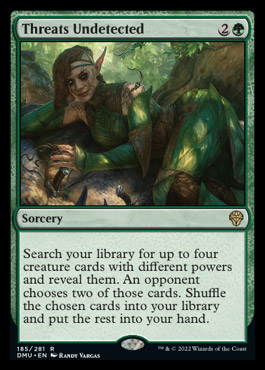 Threats Undetected 2
Sorcery
Search your library for up to four
creature cards with different powers
and reveal them. An opponent
chooses two of those cards. Shuffle
the chosen cards into your library
and put the rest into your hand.
185/281 R
DMU • EN Randy Vargas
™ & © 2022 Wizards of the Coast